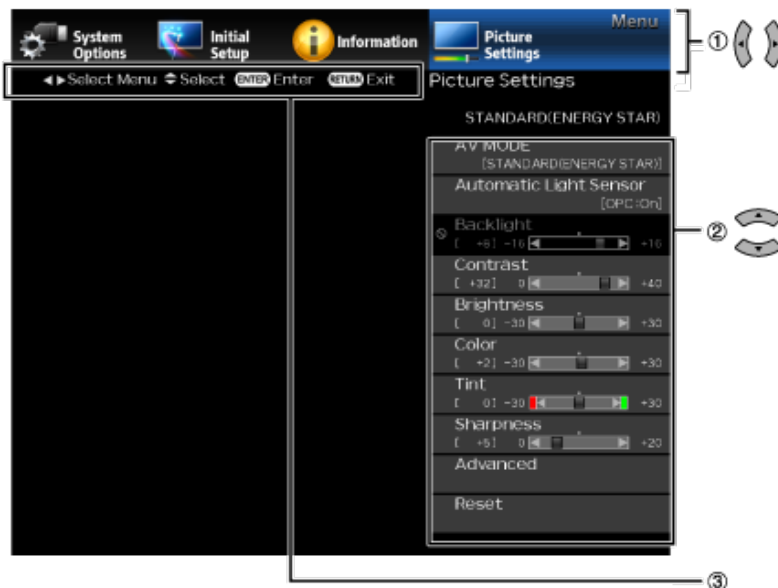 Menu
System
Options
Initial
Setup
Information
Picture
Settings
①
◀▶Select Menu ◆Select ENTER Enter RETURN Exit
Picture Settings
STANDARD(ENERGY STAR)
AV MODE
[STANDARD(ENERGY STAR)]
Automatic Light Sensor
[OPC:On]
②
Backlight
[ +6] -16 +16
Contrast
[ +32] 0 +40
Brightness
[ 0] -30 +30
Color
[ +2] -30 +30
Tint
[ 0] -30 +30
Sharpness
[ +5] 0 +20
Advanced
Reset
③